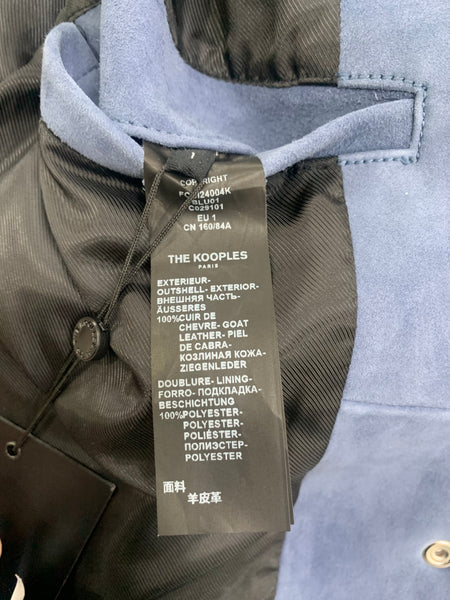 COPYRIGHT
24004K
BLU01
C029101
EU 1
CN 160/84A
THE KOOPLES
PARIS
EXTERIEUR-
OUTSHELL- EXTERIOR-
ВНЕШНЯЯ ЧАСТЬ-
ÄUSSERES
100%CUIR DE
CHEVRE- GOAT
LEATHER- PIEL
DE CABRA-
КОЗЛИНАЯ КОЖА-
ZIEGENLEDER
DOUBLURE- LINING-
FORRO- ПОДКЛАДКА-
BESCHICHTUNG
100%POLYESTER-
POLYESTER-
POLIÉSTER-
ПОЛИЭСТЕР-
POLYESTER
面料
羊皮革